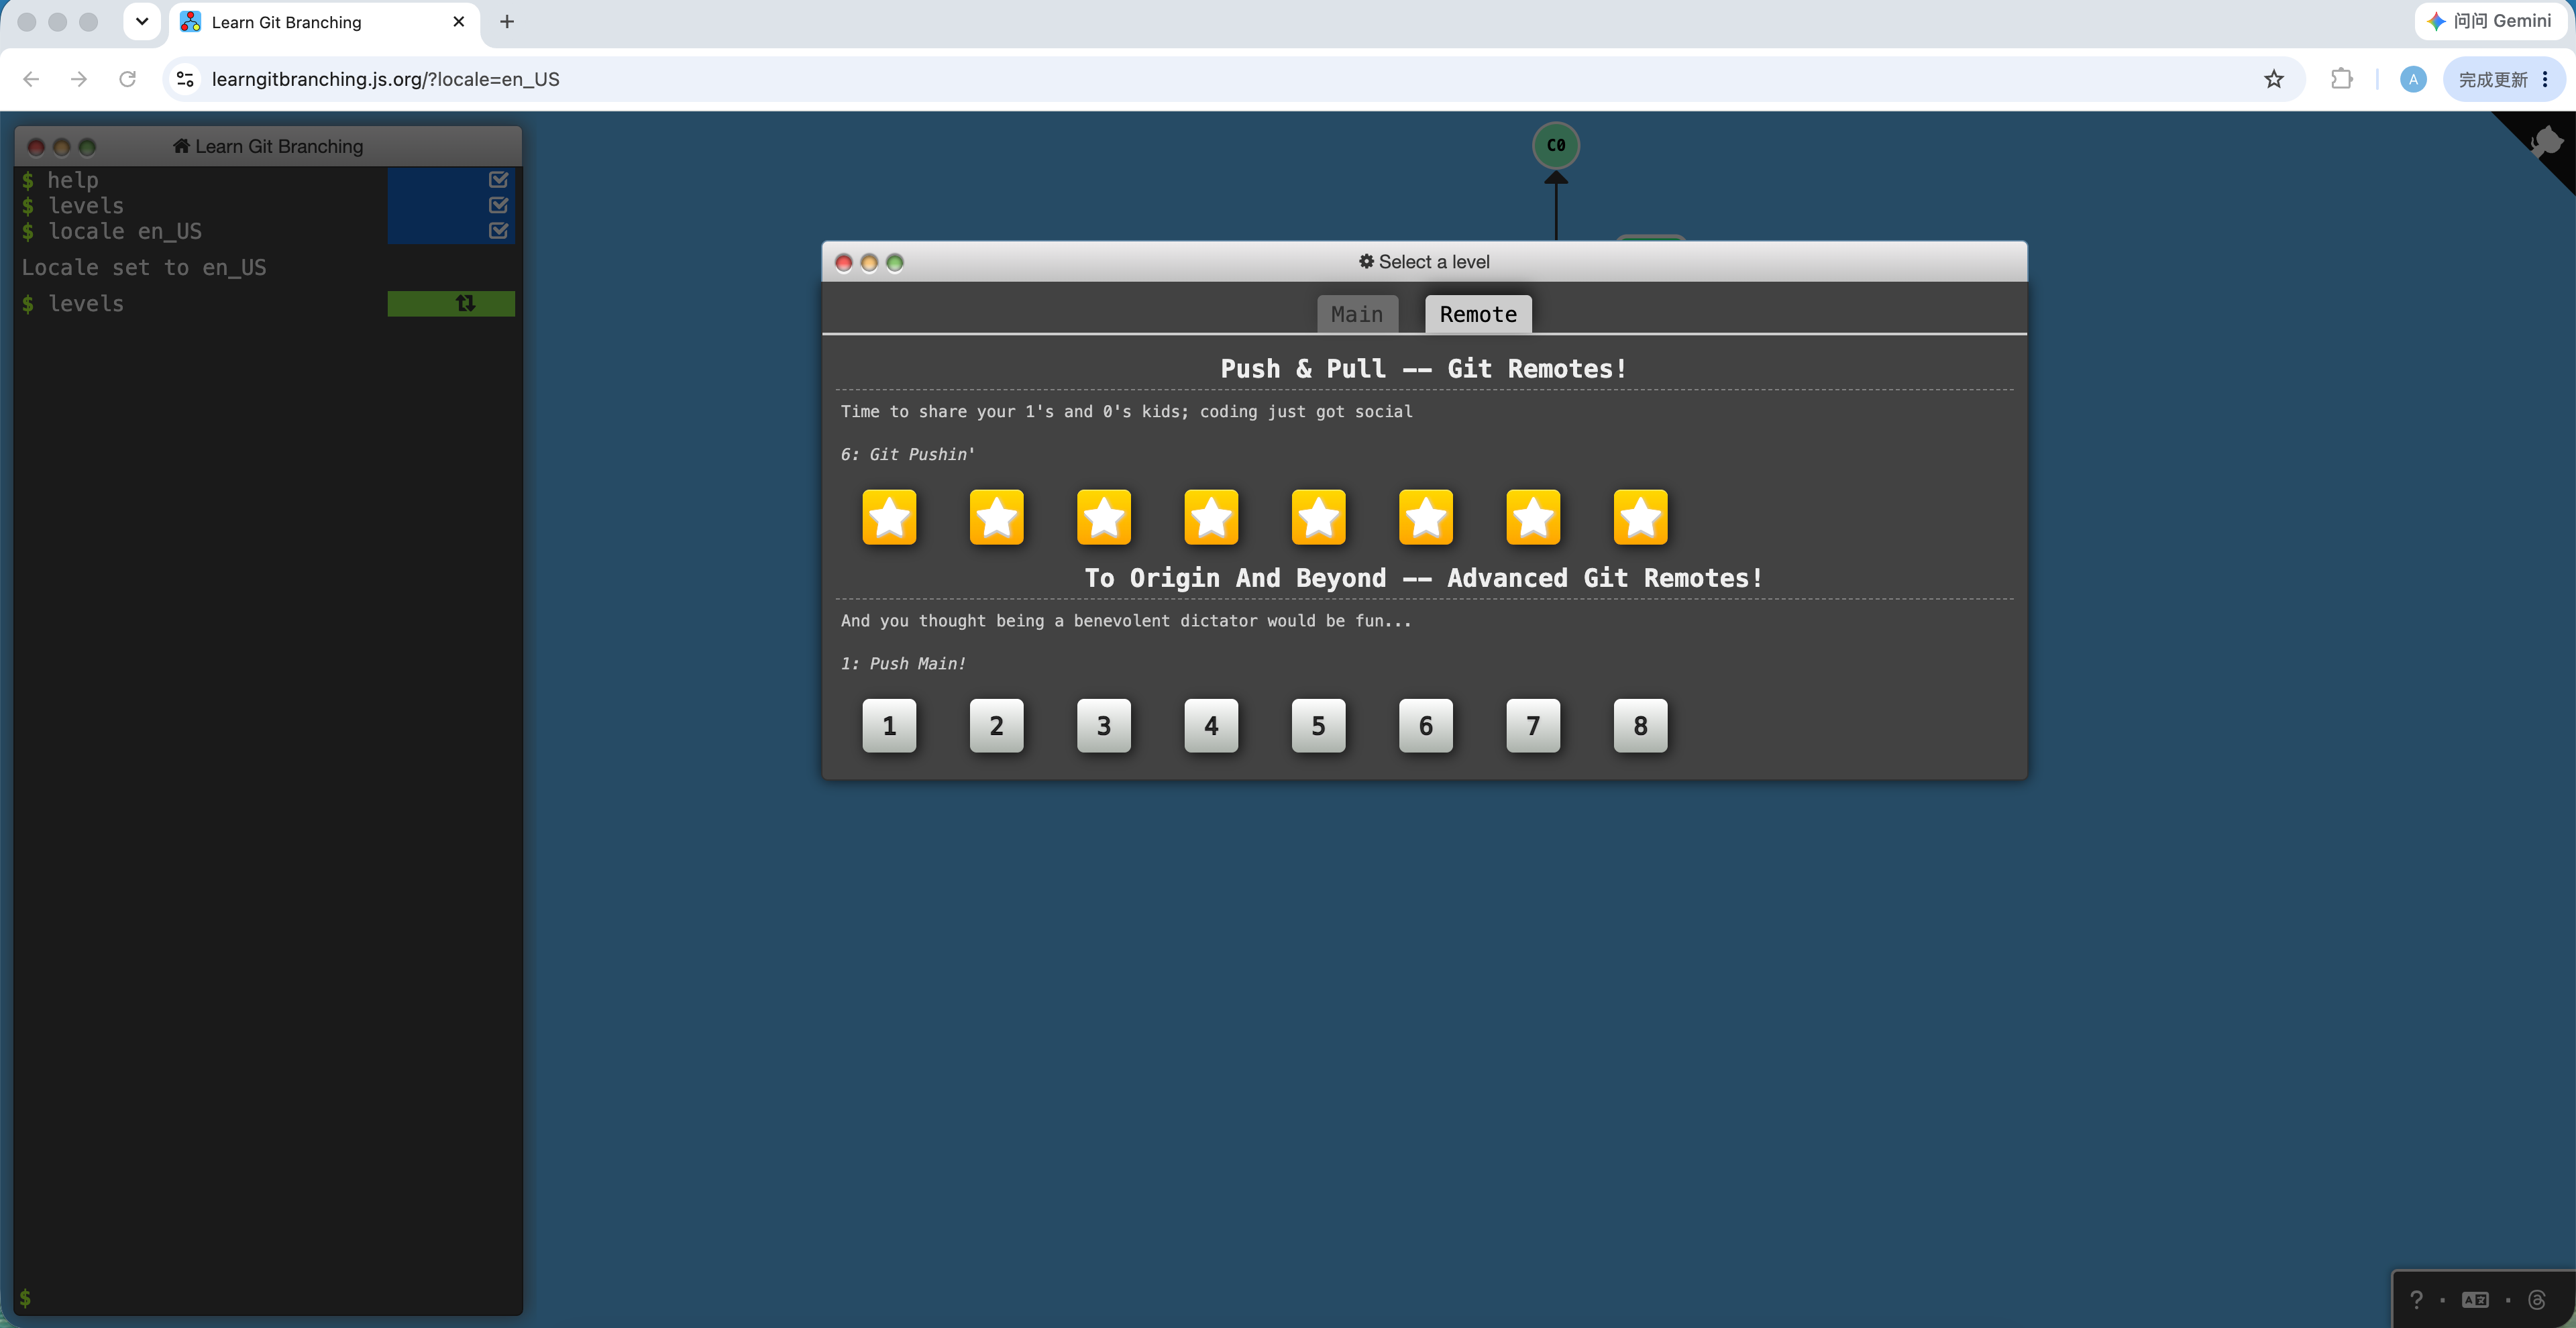 Learn Git Branching
问问 Gemini
learngitbranching.js.org/?locale=en_US
A
完成更新
Learn Git Branching
$ help
$ levels
$ locale en_US
Locale set to en_US
$ levels
$
C0
Select a level
Main
Remote
Push & Pull -- Git Remotes!
Time to share your 1's and 0's kids; coding just got social
6: Git Pushin'
To Origin And Beyond -- Advanced Git Remotes!
And you thought being a benevolent dictator would be fun...
1: Push Main!
1 2 3 4 5 6 7 8
?